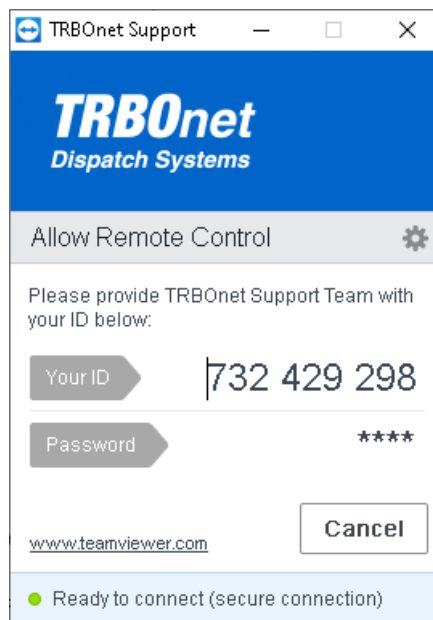 TRBOnet Support
TRBOnet
Dispatch Systems
Allow Remote Control
Please provide TRBOnet Support Team with
your ID below:
Your ID 732 429 298
Password ****
Cancel
www.teamviewer.com
Ready to connect (secure connection)